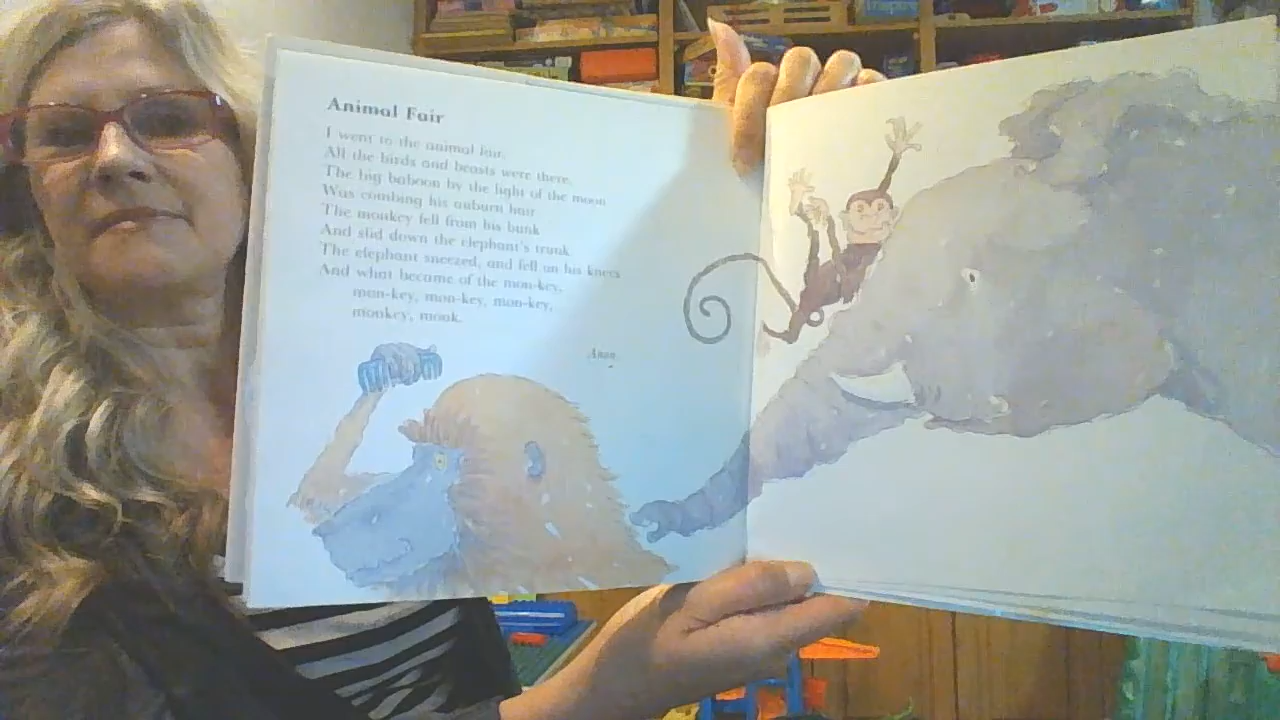 Animal Fair
I went to the animal fair,
All the birds and beasts were there,
The big baboon by the light of the moon
Was combing his auburn hair.
The monkey fell from his bunk
And slid down the elephant's trunk
The elephant sneezed, and fell on his knees
And what became of the mon-key,
mon-key, mon-key, mon-key,
monkey, monk.
Anon.